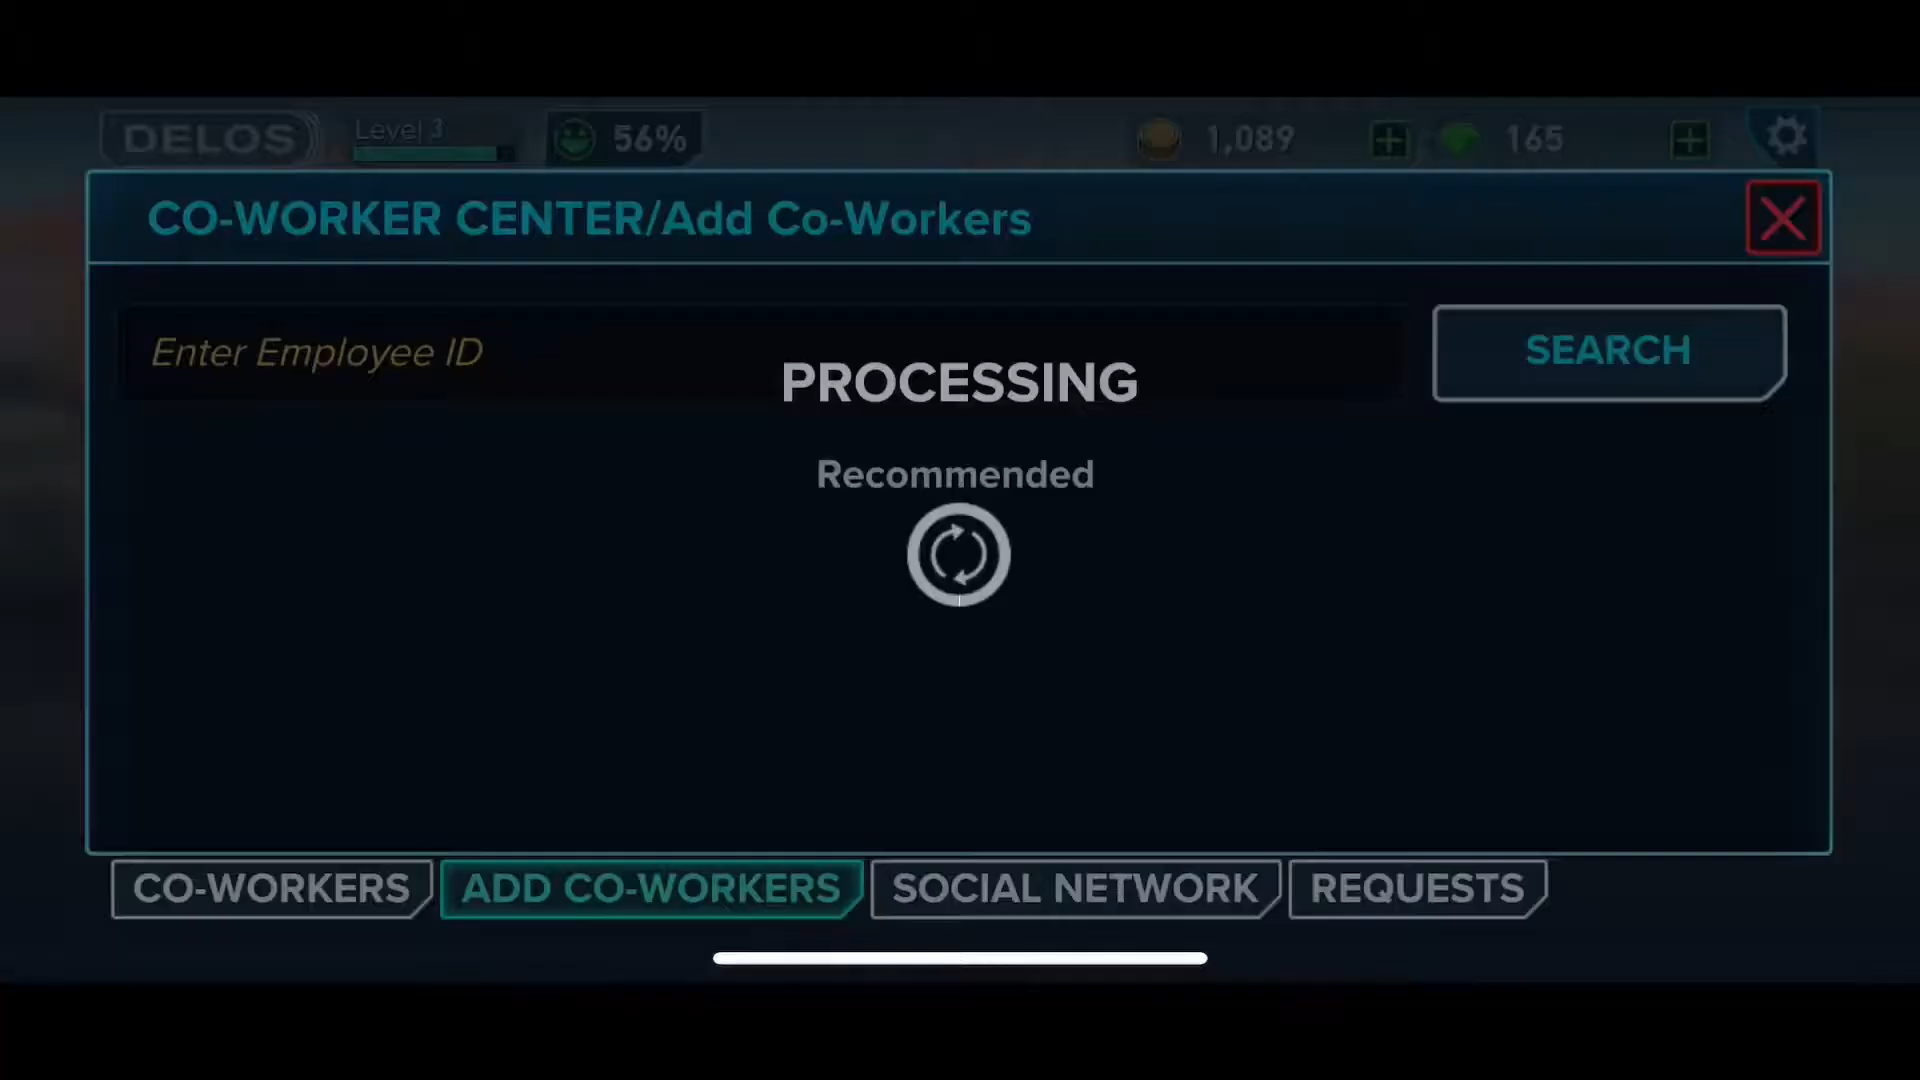 DELOS
Level 3
56%
1,089
165
CO-WORKER CENTER/Add Co-Workers
Enter Employee ID
SEARCH
PROCESSING
Recommended
CO-WORKERS
ADD CO-WORKERS
SOCIAL NETWORK
REQUESTS